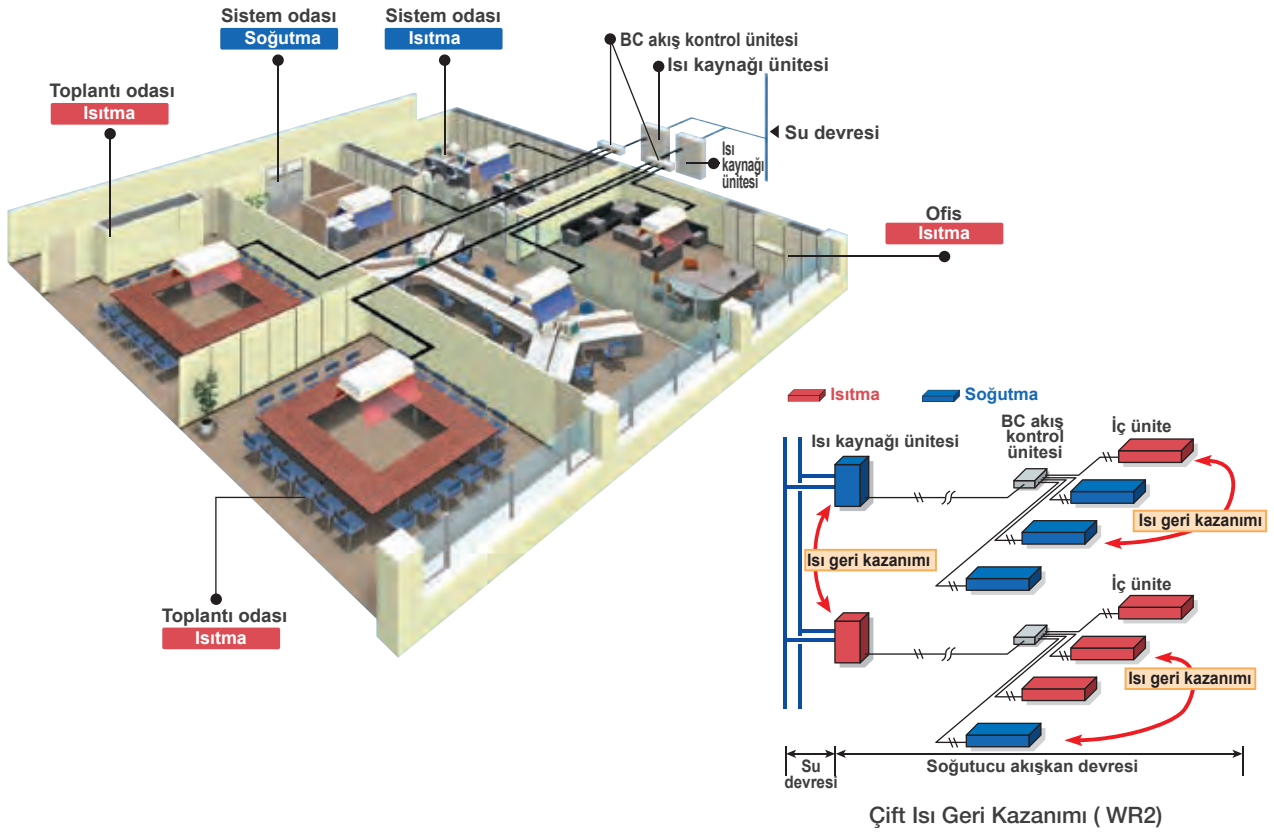 Sistem odası
Soğutma
Sistem odası
Isıtma
BC akış kontrol ünitesi
Isı kaynağı ünitesi
Toplantı odası
Isıtma
Su devresi
Isı
kaynağı
ünitesi
Ofis
Isıtma
Toplantı odası
Isıtma
Isıtma
Soğutma
Isı kaynağı ünitesi
BC akış
kontrol
ünitesi
İç ünite
Isı geri kazanımı
Isı geri kazanımı
İç ünite
Isı geri kazanımı
Su
devresi
Soğutucu akışkan devresi
Çift Isı Geri Kazanımı ( WR2)